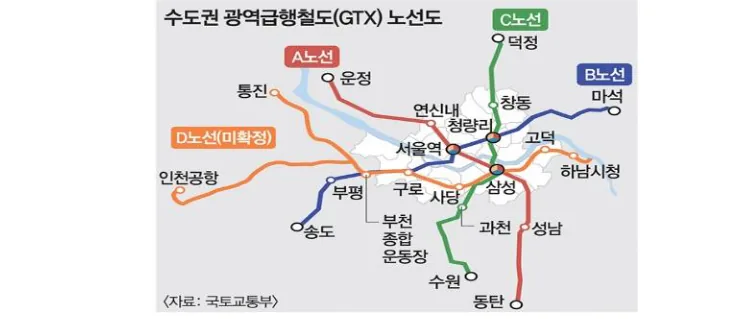 수도권 광역급행철도(GTX) 노선도
C노선
덕정
A노선
운정
B노선
마석
통진
연신내
창동
청량리
D노선(미확정)
서울역
고덕
인천공항
하남시청
부평
구로
사당
삼성
송도
부천
종합
운동장
과천
성남
수원
동탄
〈자료: 국토교통부〉